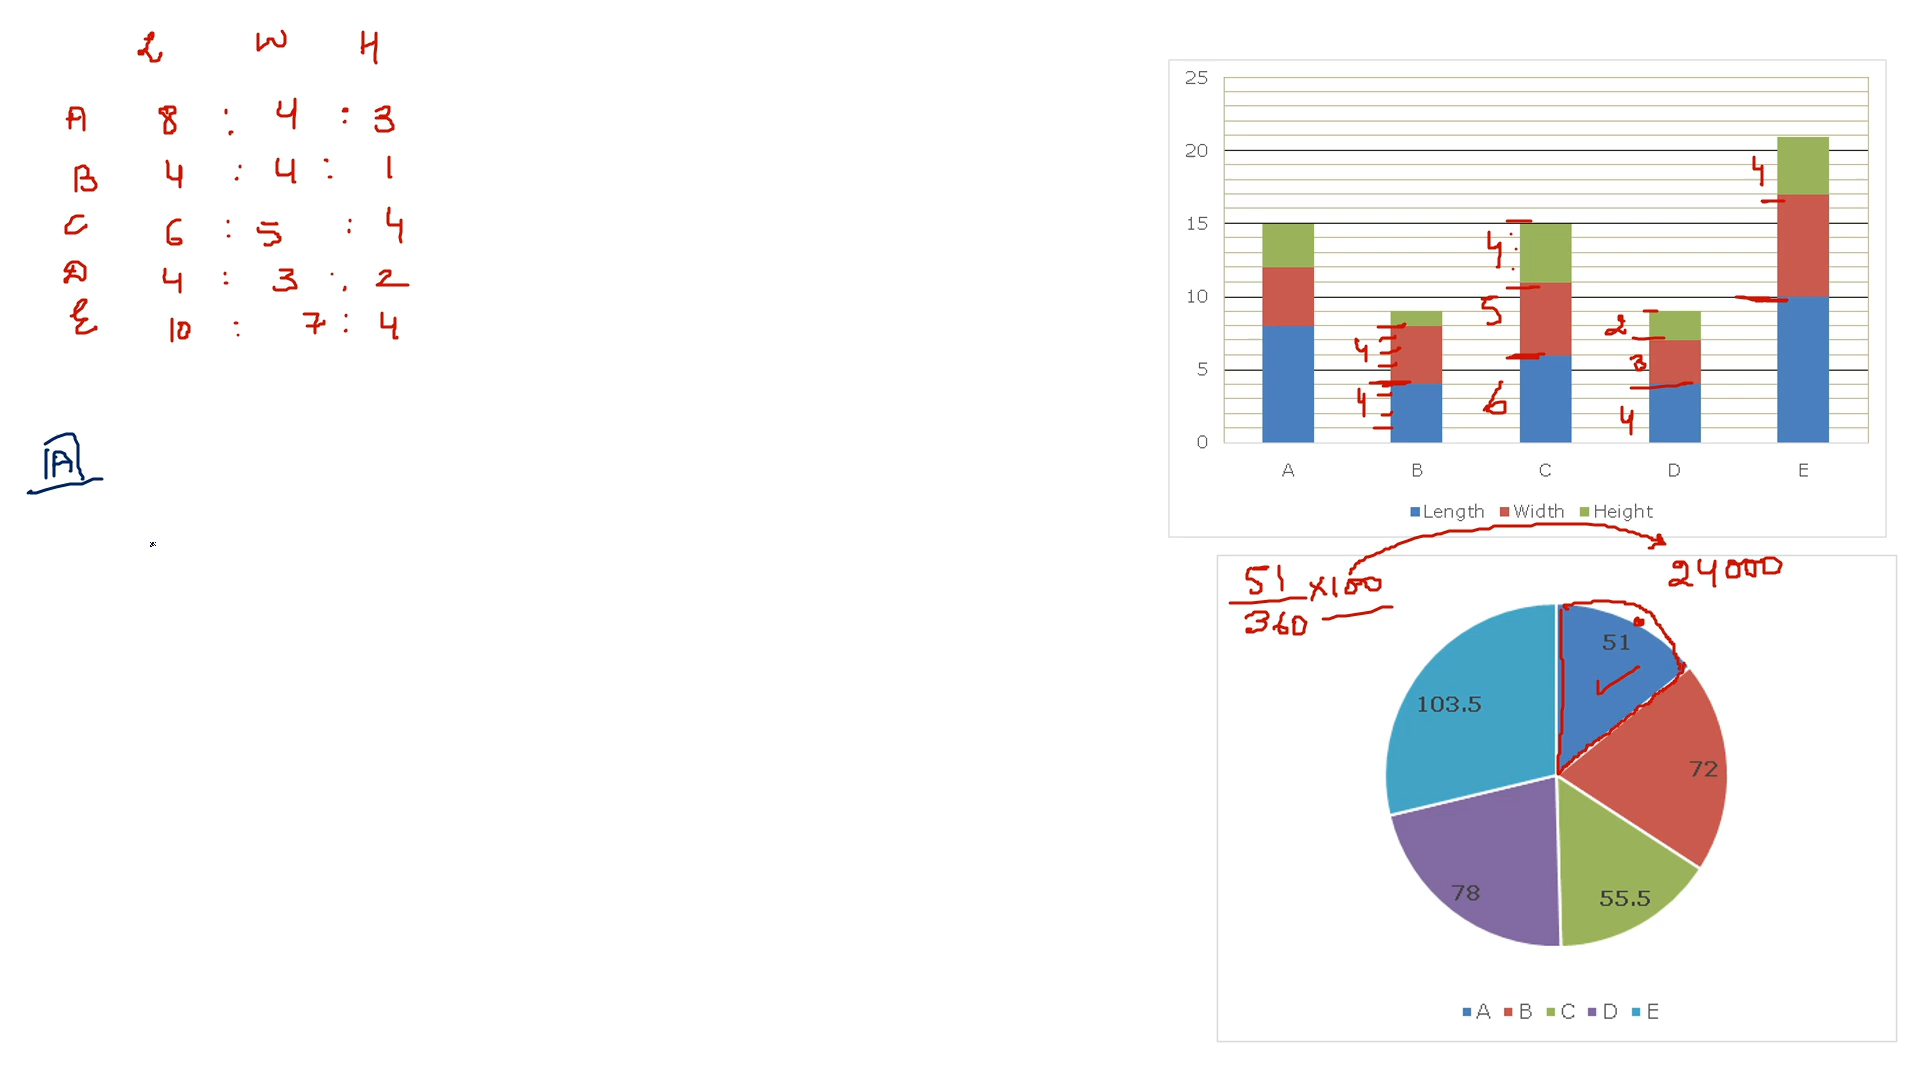 L W H
A 8 : 4 : 3
B 4 : 4 : 1
C 6 : 5 : 4
D 4 : 3 : 2
E 10 : 7 : 4
A
25
20
15
10
5
0
4
4
4
4
5
6
2
3
4
A B C D E
Length Width Height
51/360 × 100
24000
51
72
55.5
78
103.5
A B C D E